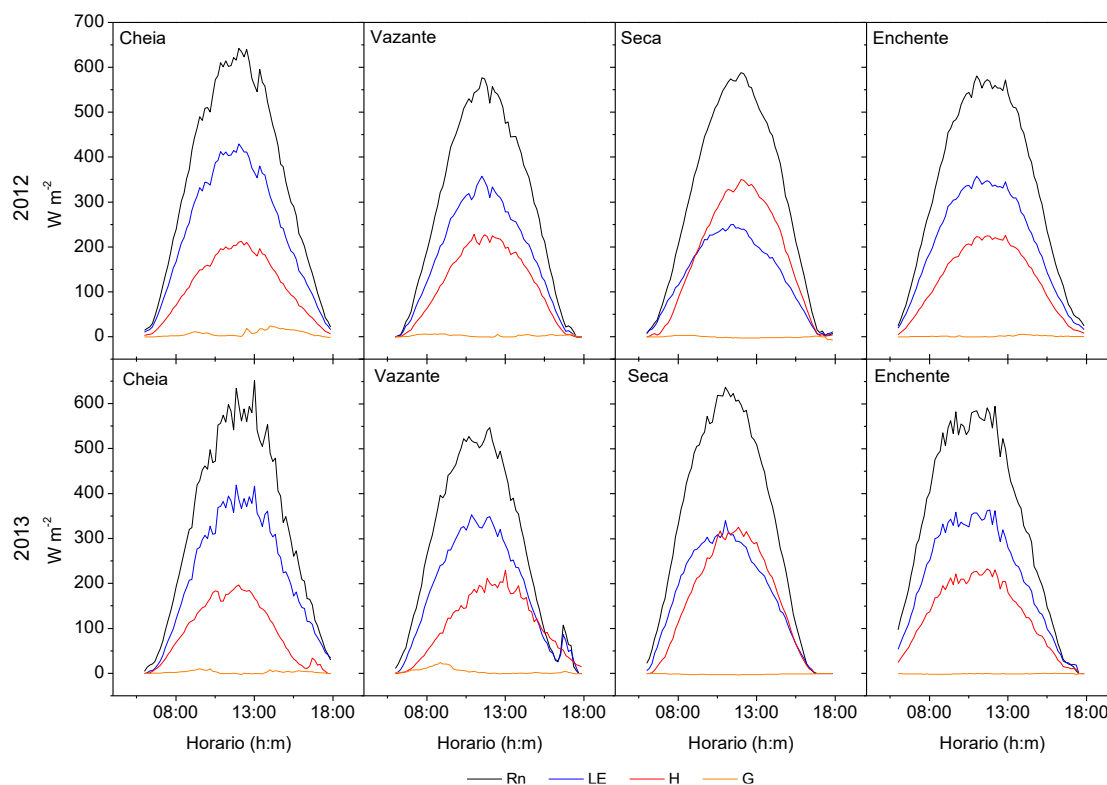 Cheia
Vazante
Seca
Enchente
700
600
500
400
300
200
100
0
2012
W m⁻²
Cheia
Vazante
Seca
Enchente
600
500
400
300
200
100
0
2013
W m⁻²
08:00 13:00 18:00 08:00 13:00 18:00 08:00 13:00 18:00 08:00 13:00 18:00
Horario (h:m) Horario (h:m) Horario (h:m) Horario (h:m)
Rn LE H G